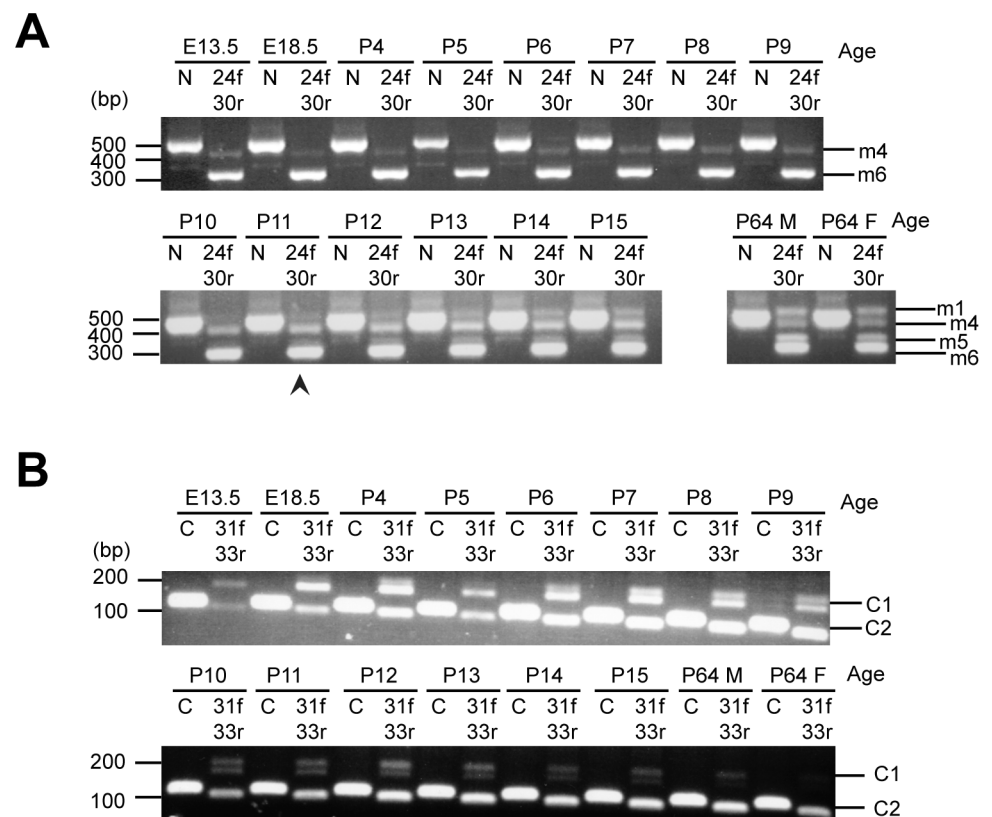 A
E13.5 E18.5 P4 P5 P6 P7 P8 P9 Age
N 24f N 24f N 24f N 24f N 24f N 24f N 24f N 24f
(bp) 30r 30r 30r 30r 30r 30r 30r 30r
500
400 m4
300 m6
P10 P11 P12 P13 P14 P15 P64 M P64 F Age
N 24f N 24f N 24f N 24f N 24f N 24f N 24f N 24f
30r 30r 30r 30r 30r 30r 30r 30r
m1
500 m4
400 m5
300 m6
B
E13.5 E18.5 P4 P5 P6 P7 P8 P9 Age
C 31f C 31f C 31f C 31f C 31f C 31f C 31f C 31f
(bp) 33r 33r 33r 33r 33r 33r 33r 33r
200
100 C1
C2
P10 P11 P12 P13 P14 P15 P64 M P64 F Age
C 31f C 31f C 31f C 31f C 31f C 31f C 31f C 31f
33r 33r 33r 33r 33r 33r 33r 33r
200 C1
100 C2